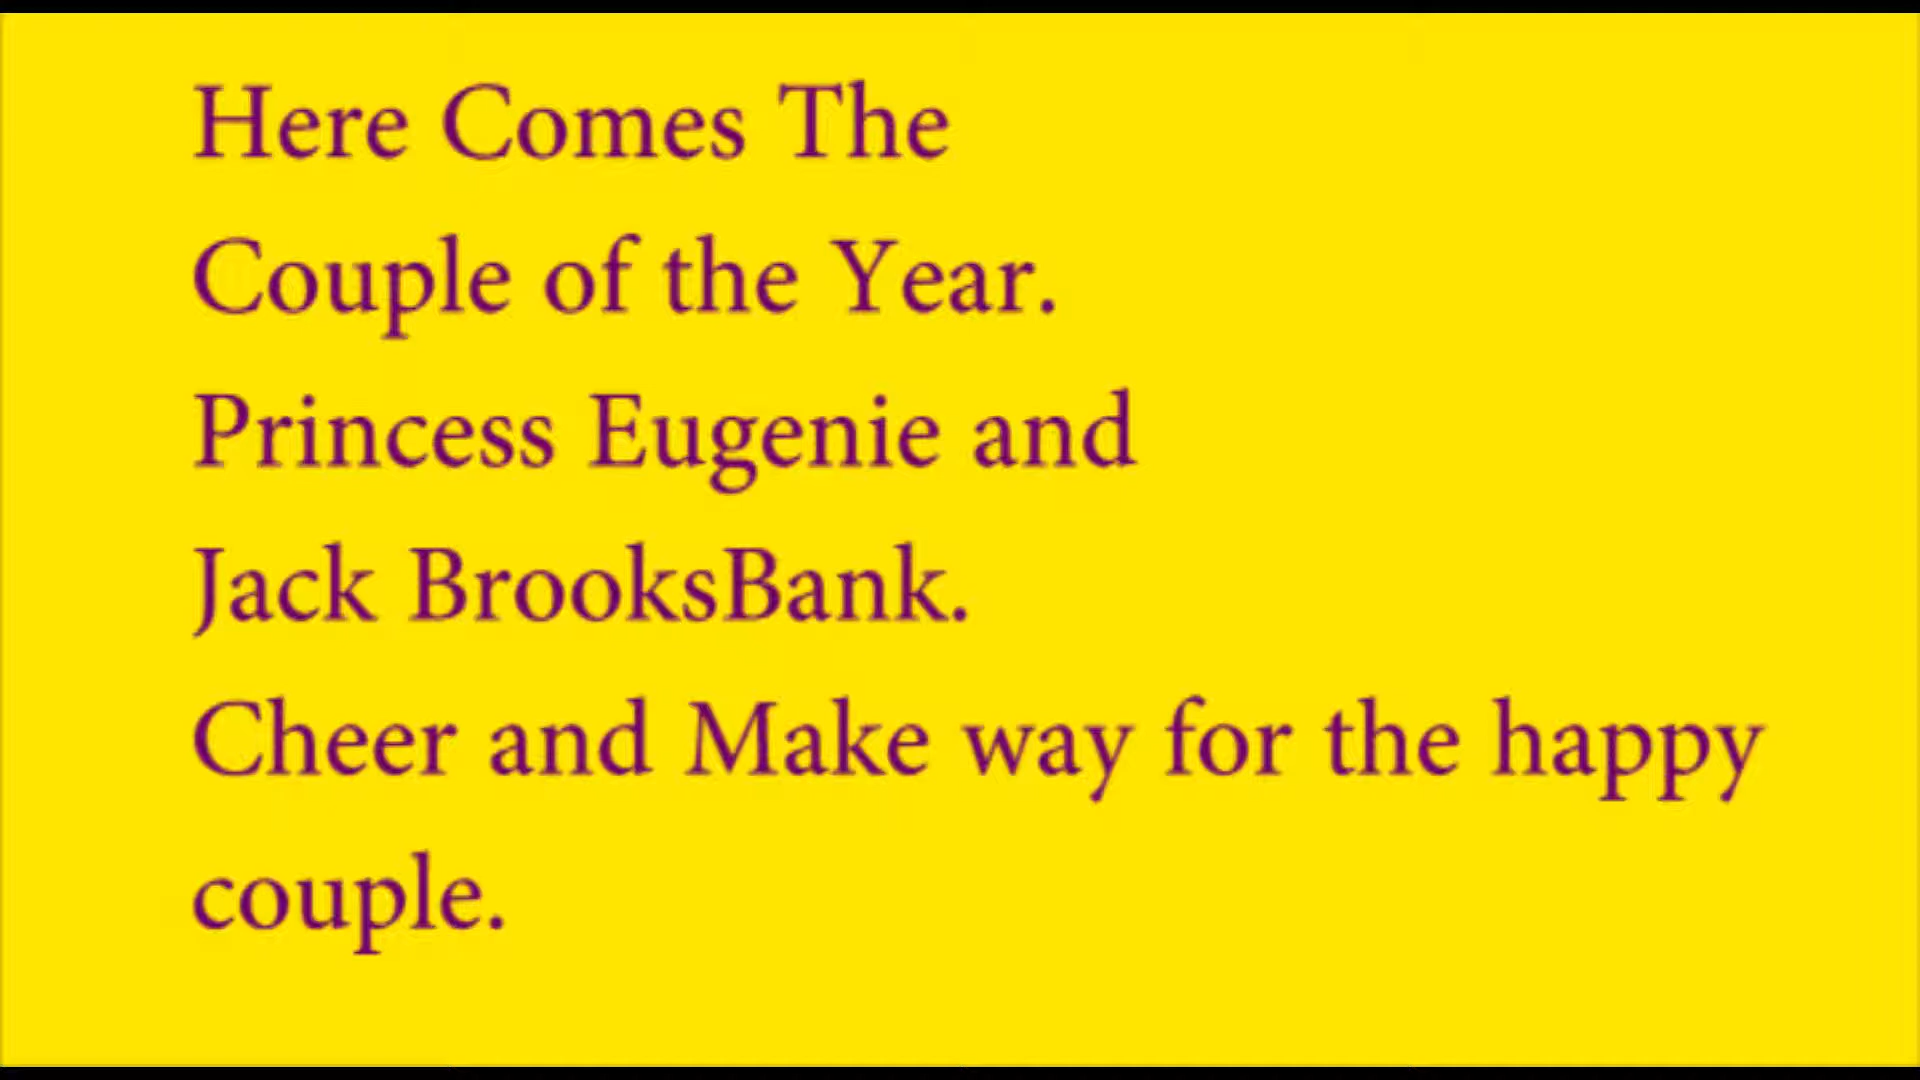 Here Comes The
Couple of the Year.
Princess Eugenie and
Jack BrooksBank.
Cheer and Make way for the happy
couple.